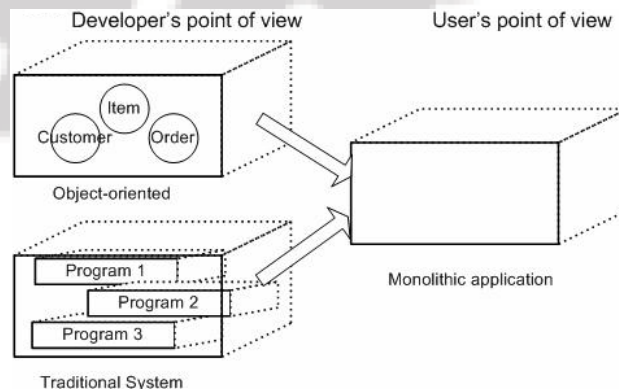 Developer's point of view
User's point of view
Item
Customer
Order
Object-oriented
Program 1
Program 2
Program 3
Monolithic application
Traditional System